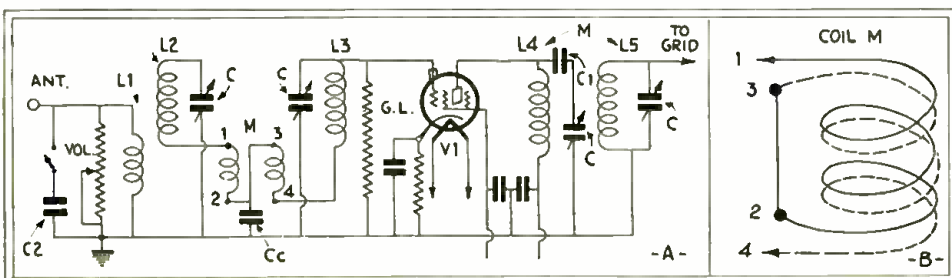 ANT.
L1
L2
C
C
L3
L4
M
L5
TO
GRID
C1
C
C
G.L.
V1
VOL.
1
M
3
2
4
C2
Cc
-A-
COIL M
1
3
2
4
-B-